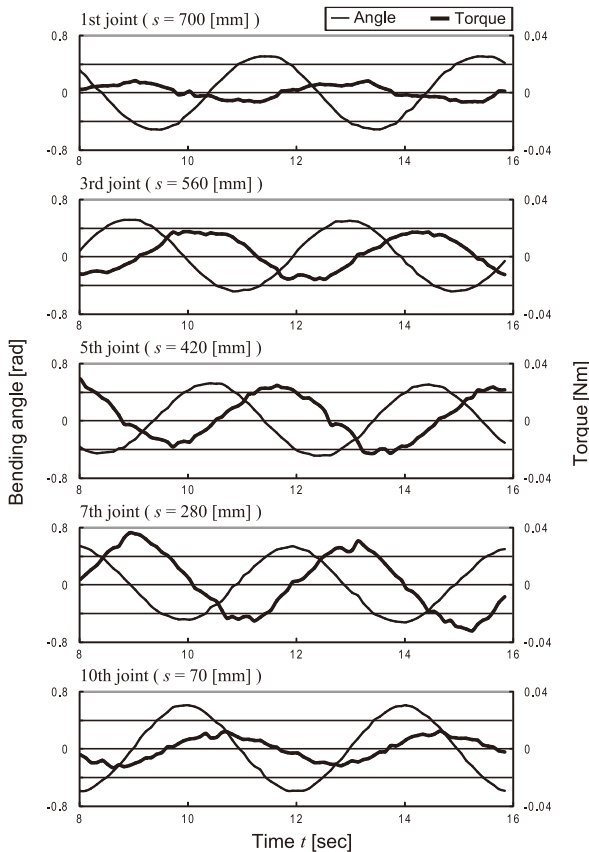 1st joint ( s = 700 [mm] )
Angle Torque
0.8 0.04
0 0
-0.8 -0.04
8 10 12 14 16
3rd joint ( s = 560 [mm] )
0.8 0.04
0 0
-0.8 -0.04
8 10 12 14 16
5th joint ( s = 420 [mm] )
0.8 0.04
0 0
-0.8 -0.04
8 10 12 14 16
7th joint ( s = 280 [mm] )
0.8 0.04
0 0
-0.8 -0.04
8 10 12 14 16
10th joint ( s = 70 [mm] )
0.8 0.04
0 0
-0.8 -0.04
8 10 12 14 16
Bending angle [rad]
Torque [Nm]
Time t [sec]